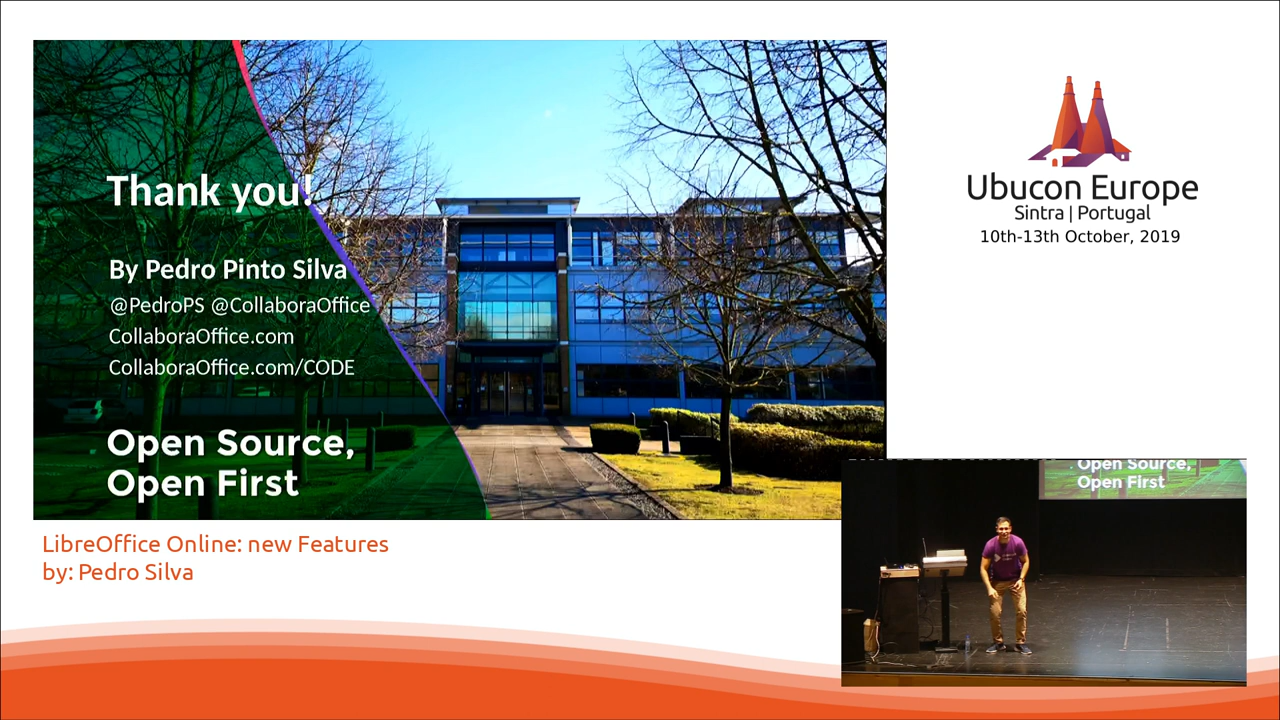 Thank you!
By Pedro Pinto Silva
@PedroPS @CollaboraOffice
CollaboraOffice.com
CollaboraOffice.com/CODE
Open Source,
Open First
Ubucon Europe
Sintra | Portugal
10th-13th October, 2019
Open Source,
Open First
LibreOffice Online: new Features
by: Pedro Silva